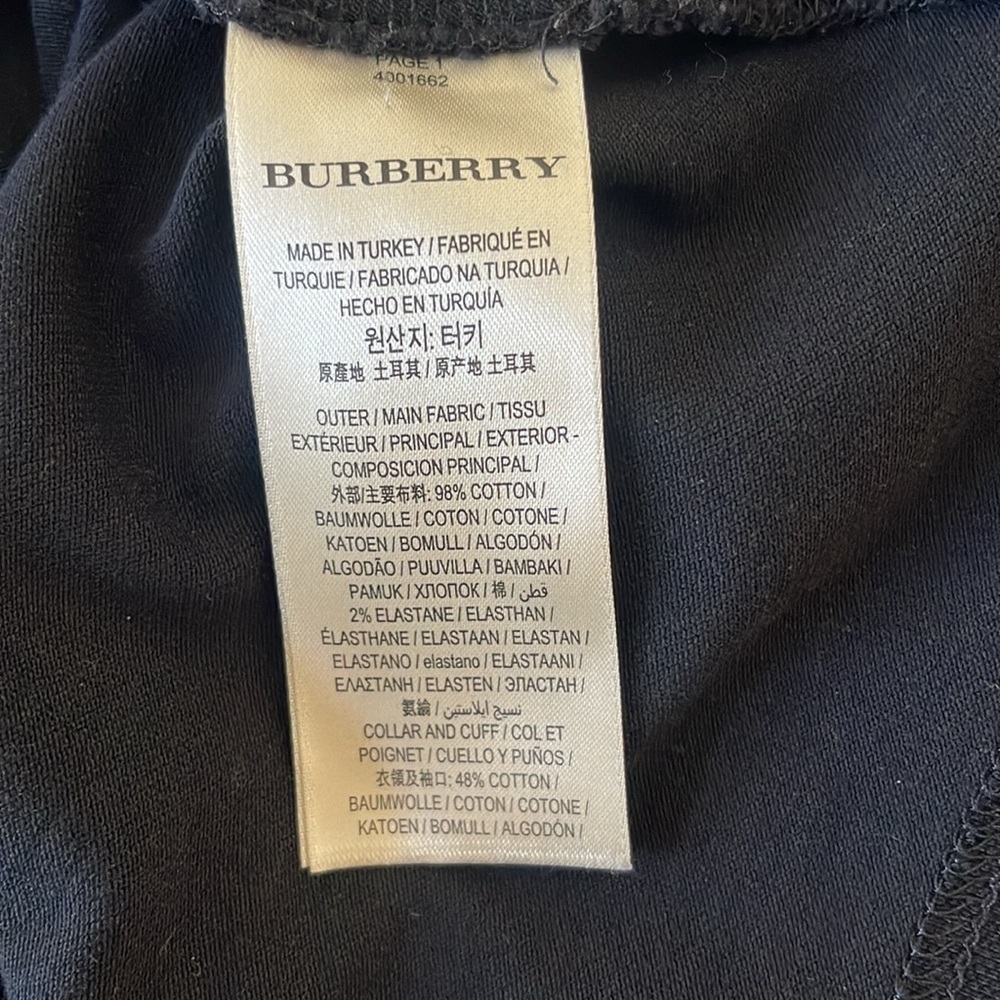 PAGE 1
4001662
BURBERRY
MADE IN TURKEY / FABRIQUÉ EN
TURQUIE / FABRICADO NA TURQUIA /
HECHO EN TURQUÍA
원산지: 터키
原產地 土耳其 / 原产地 土耳其
OUTER / MAIN FABRIC / TISSU
EXTÉRIEUR / PRINCIPAL / EXTERIOR -
COMPOSICION PRINCIPAL /
外部/主要布料: 98% COTTON /
BAUMWOLLE / COTON / COTONE /
KATOEN / BOMULL / ALGODÓN /
ALGODÃO / PUUVILLA / BAMBAKI /
PAMUK / ХЛОПОК / 棉 / قطن
2% ELASTANE / ELASTHAN /
ÉLASTHANE / ELASTAAN / ELASTAN /
ELASTANO / elastano / ELASTAANI /
ΕΛΑΣΤΑΝΗ / ELASTEN / ЭЛАСТАН /
氨綸 / نسيج ايلاستين
COLLAR AND CUFF / COL ET
POIGNET / CUELLO Y PUÑOS /
衣領及袖口: 48% COTTON /
BAUMWOLLE / COTON / COTONE /
KATOEN / BOMULL / ALGODÓN /